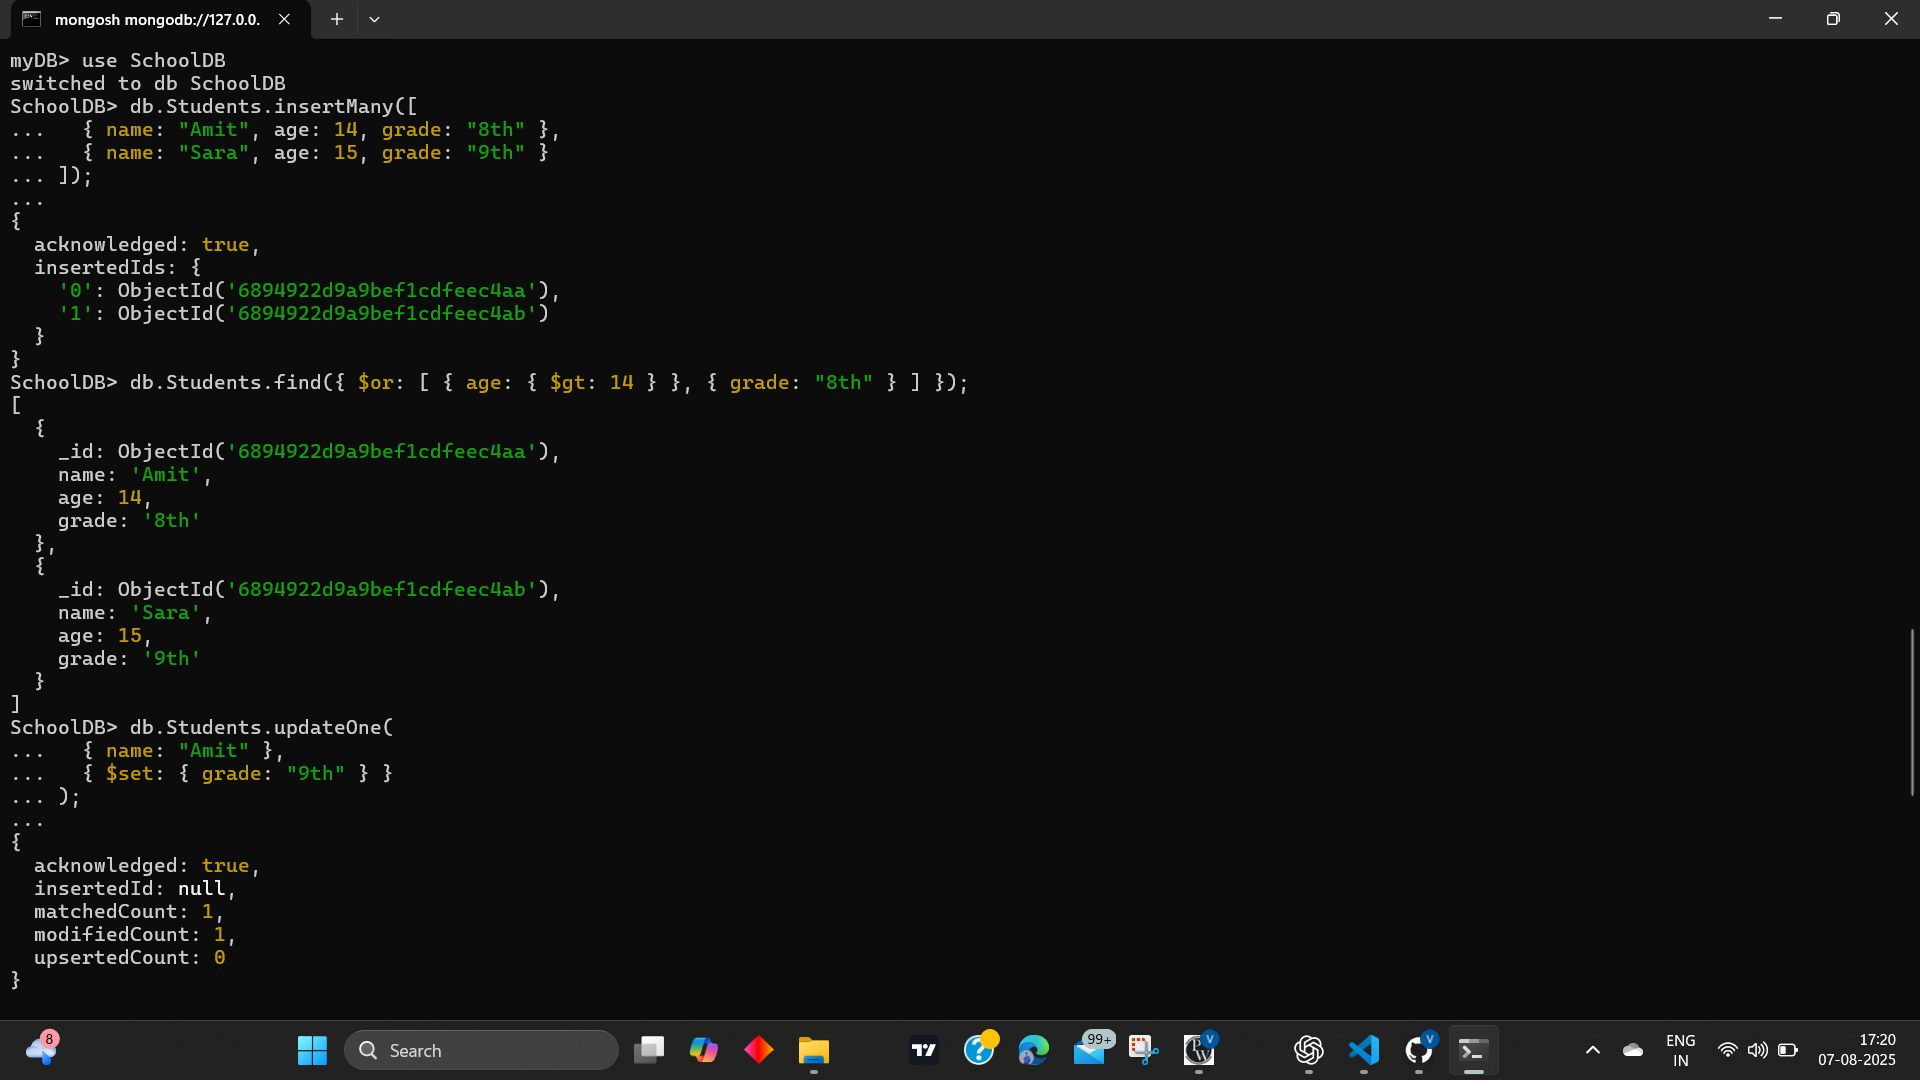 mongosh mongodb://127.0.0.
myDB> use SchoolDB
switched to db SchoolDB
SchoolDB> db.Students.insertMany([
...   { name: "Amit", age: 14, grade: "8th" },
...   { name: "Sara", age: 15, grade: "9th" }
... ]);
...
{
  acknowledged: true,
  insertedIds: {
    '0': ObjectId('6894922d9a9bef1cdfeec4aa'),
    '1': ObjectId('6894922d9a9bef1cdfeec4ab')
  }
}
SchoolDB> db.Students.find({ $or: [ { age: { $gt: 14 } }, { grade: "8th" } ] });
[
  {
    _id: ObjectId('6894922d9a9bef1cdfeec4aa'),
    name: 'Amit',
    age: 14,
    grade: '8th'
  },
  {
    _id: ObjectId('6894922d9a9bef1cdfeec4ab'),
    name: 'Sara',
    age: 15,
    grade: '9th'
  }
]
SchoolDB> db.Students.updateOne(
...   { name: "Amit" },
...   { $set: { grade: "9th" } }
... );
...
{
  acknowledged: true,
  insertedId: null,
  matchedCount: 1,
  modifiedCount: 1,
  upsertedCount: 0
}
8
Search
99+
V
PW
V
ENG
IN
17:20
07-08-2025